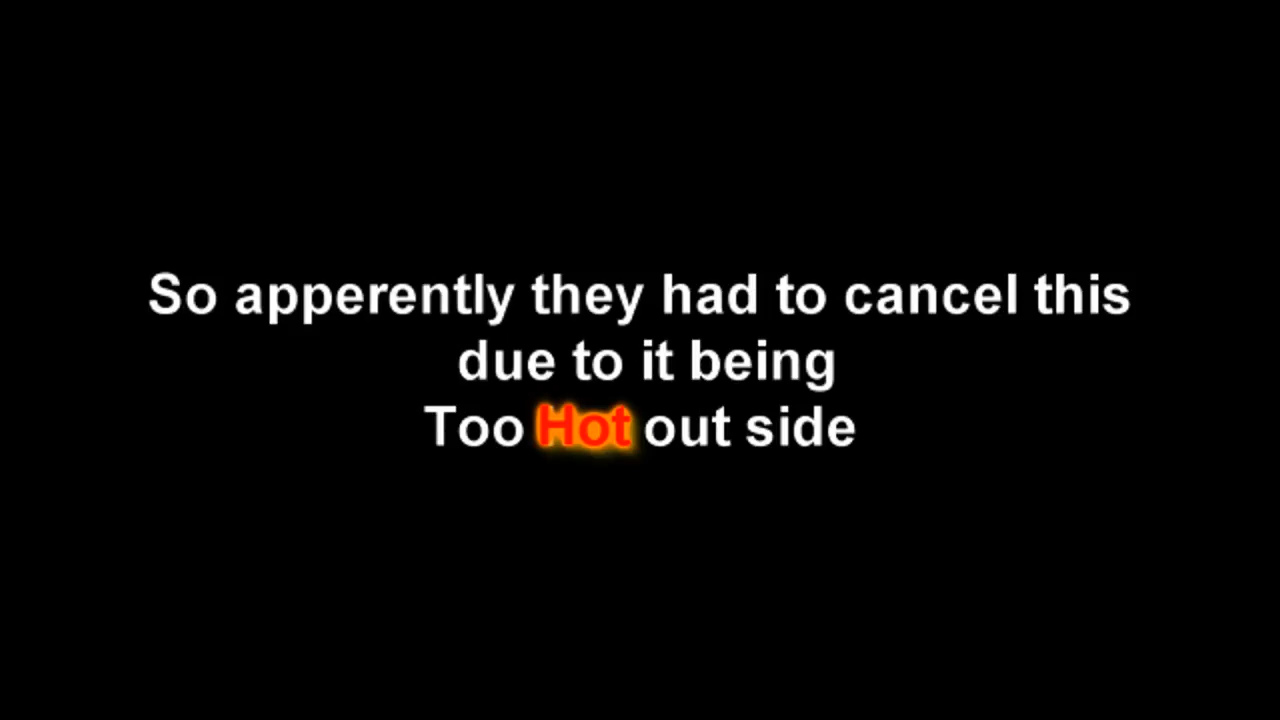 So apperently they had to cancel this
due to it being
Too Hot out side